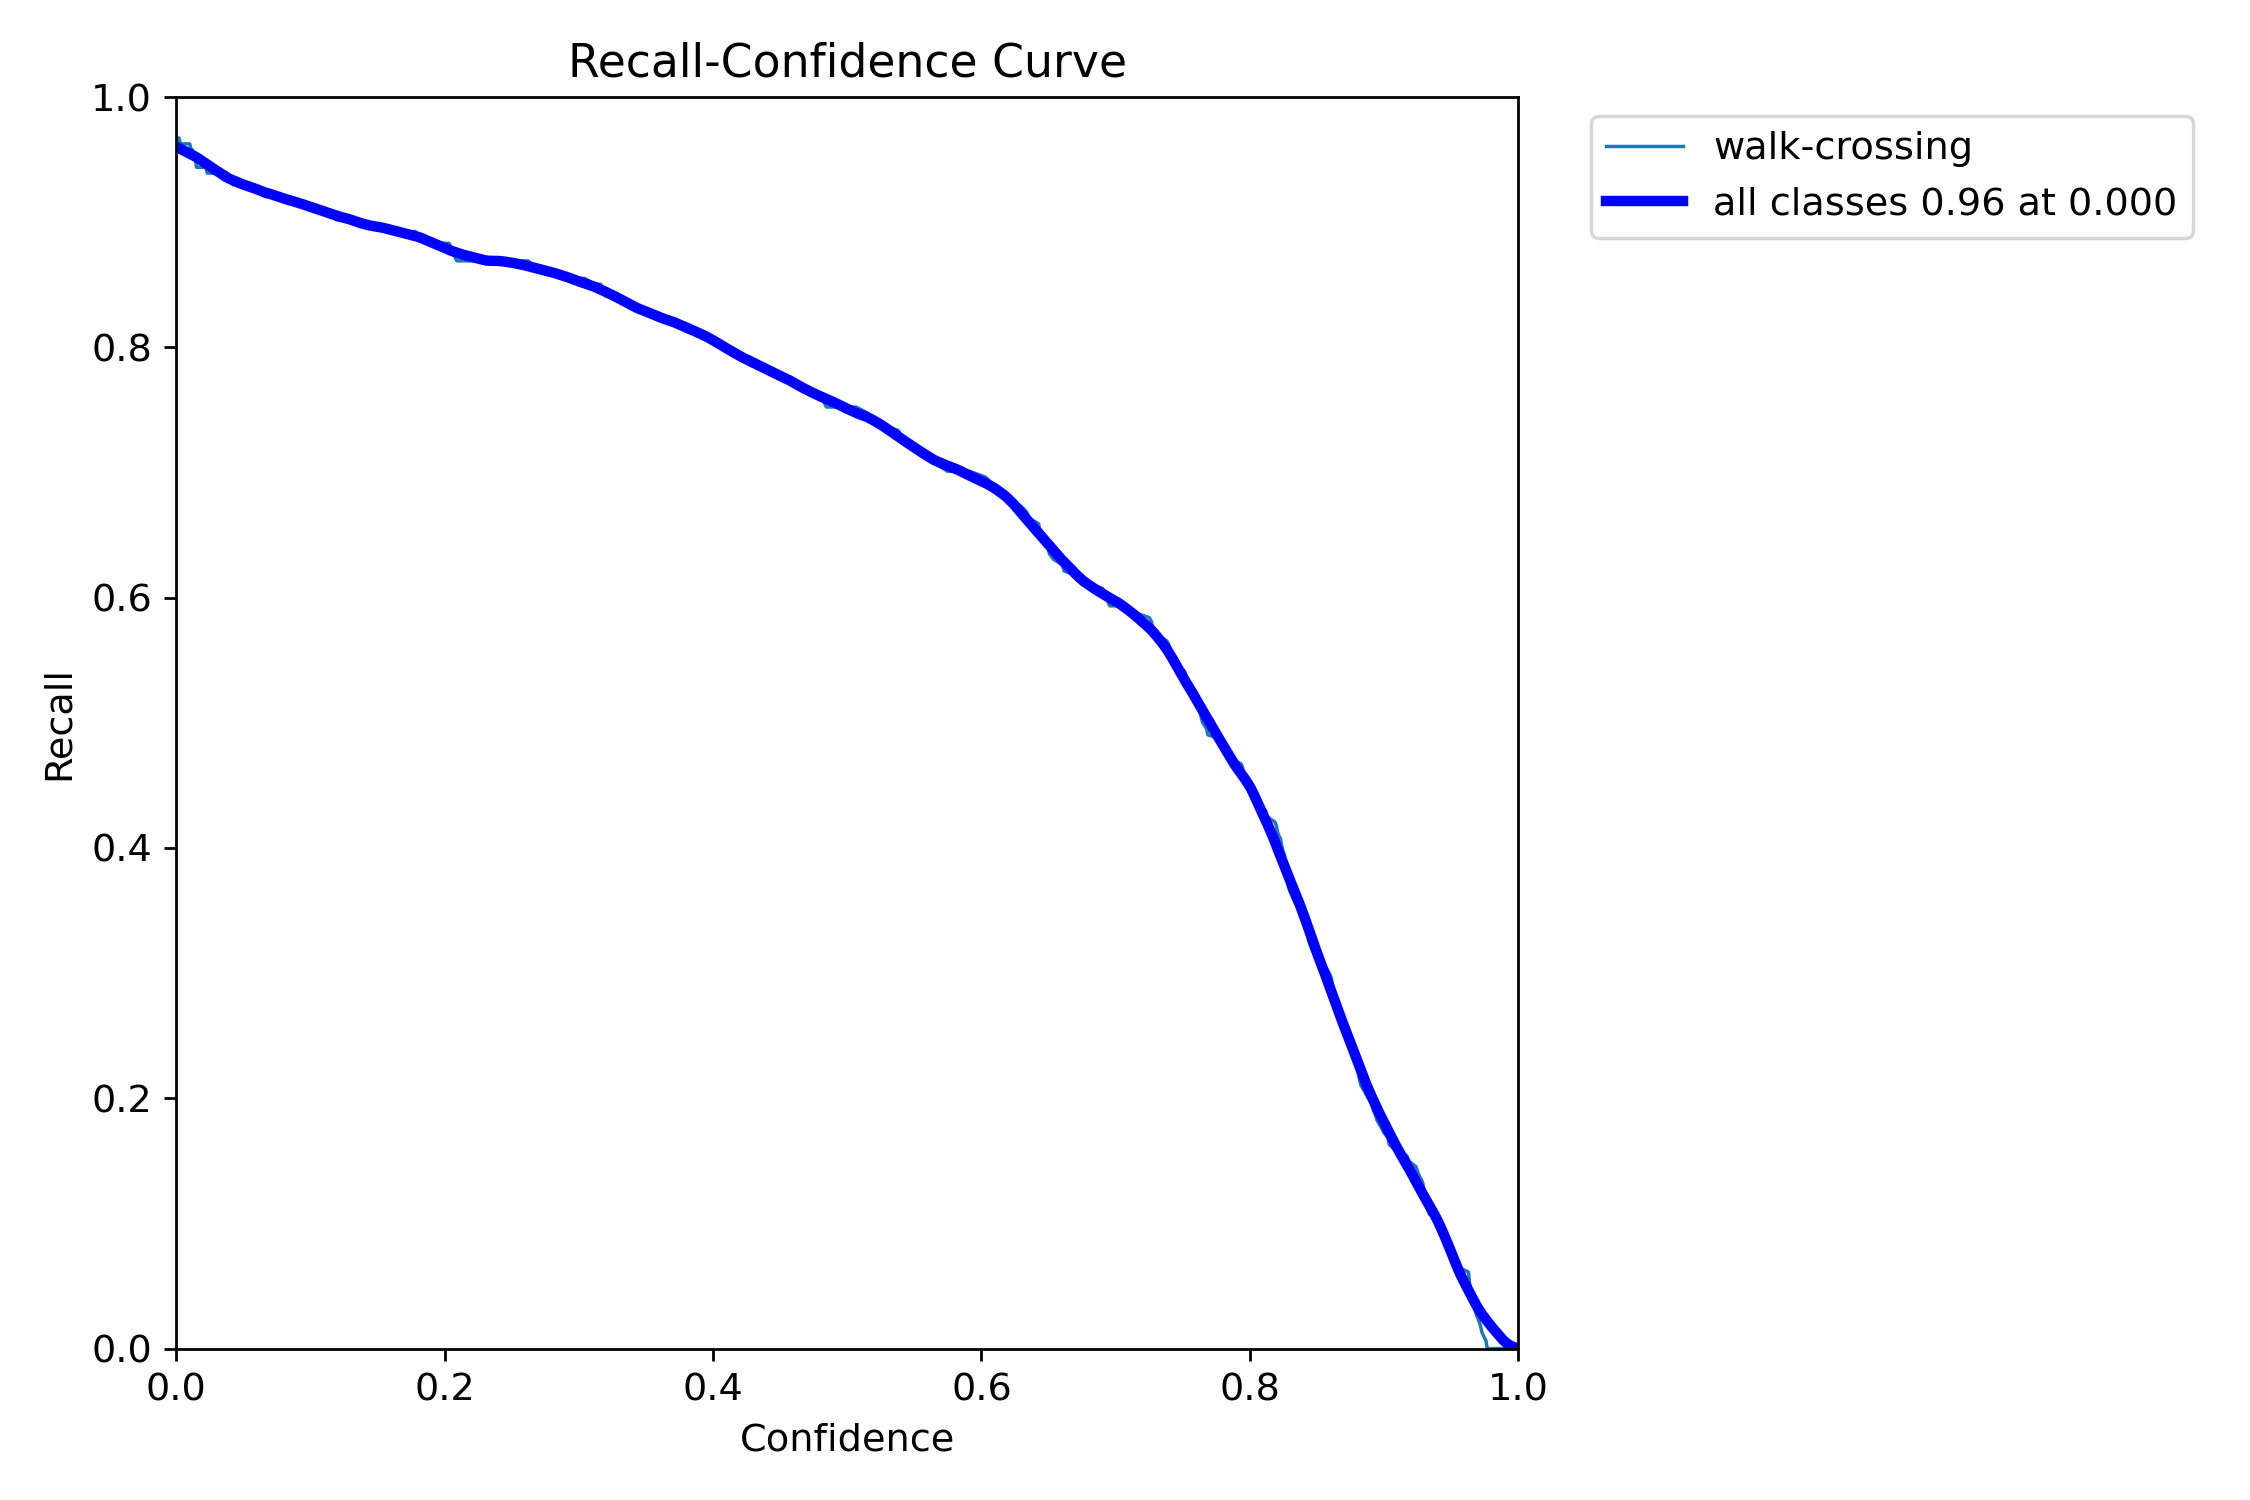 Recall-Confidence Curve
1.0
0.8
0.6
0.4
0.2
0.0
Recall
0.0 0.2 0.4 0.6 0.8 1.0
Confidence
walk-crossing
all classes 0.96 at 0.000